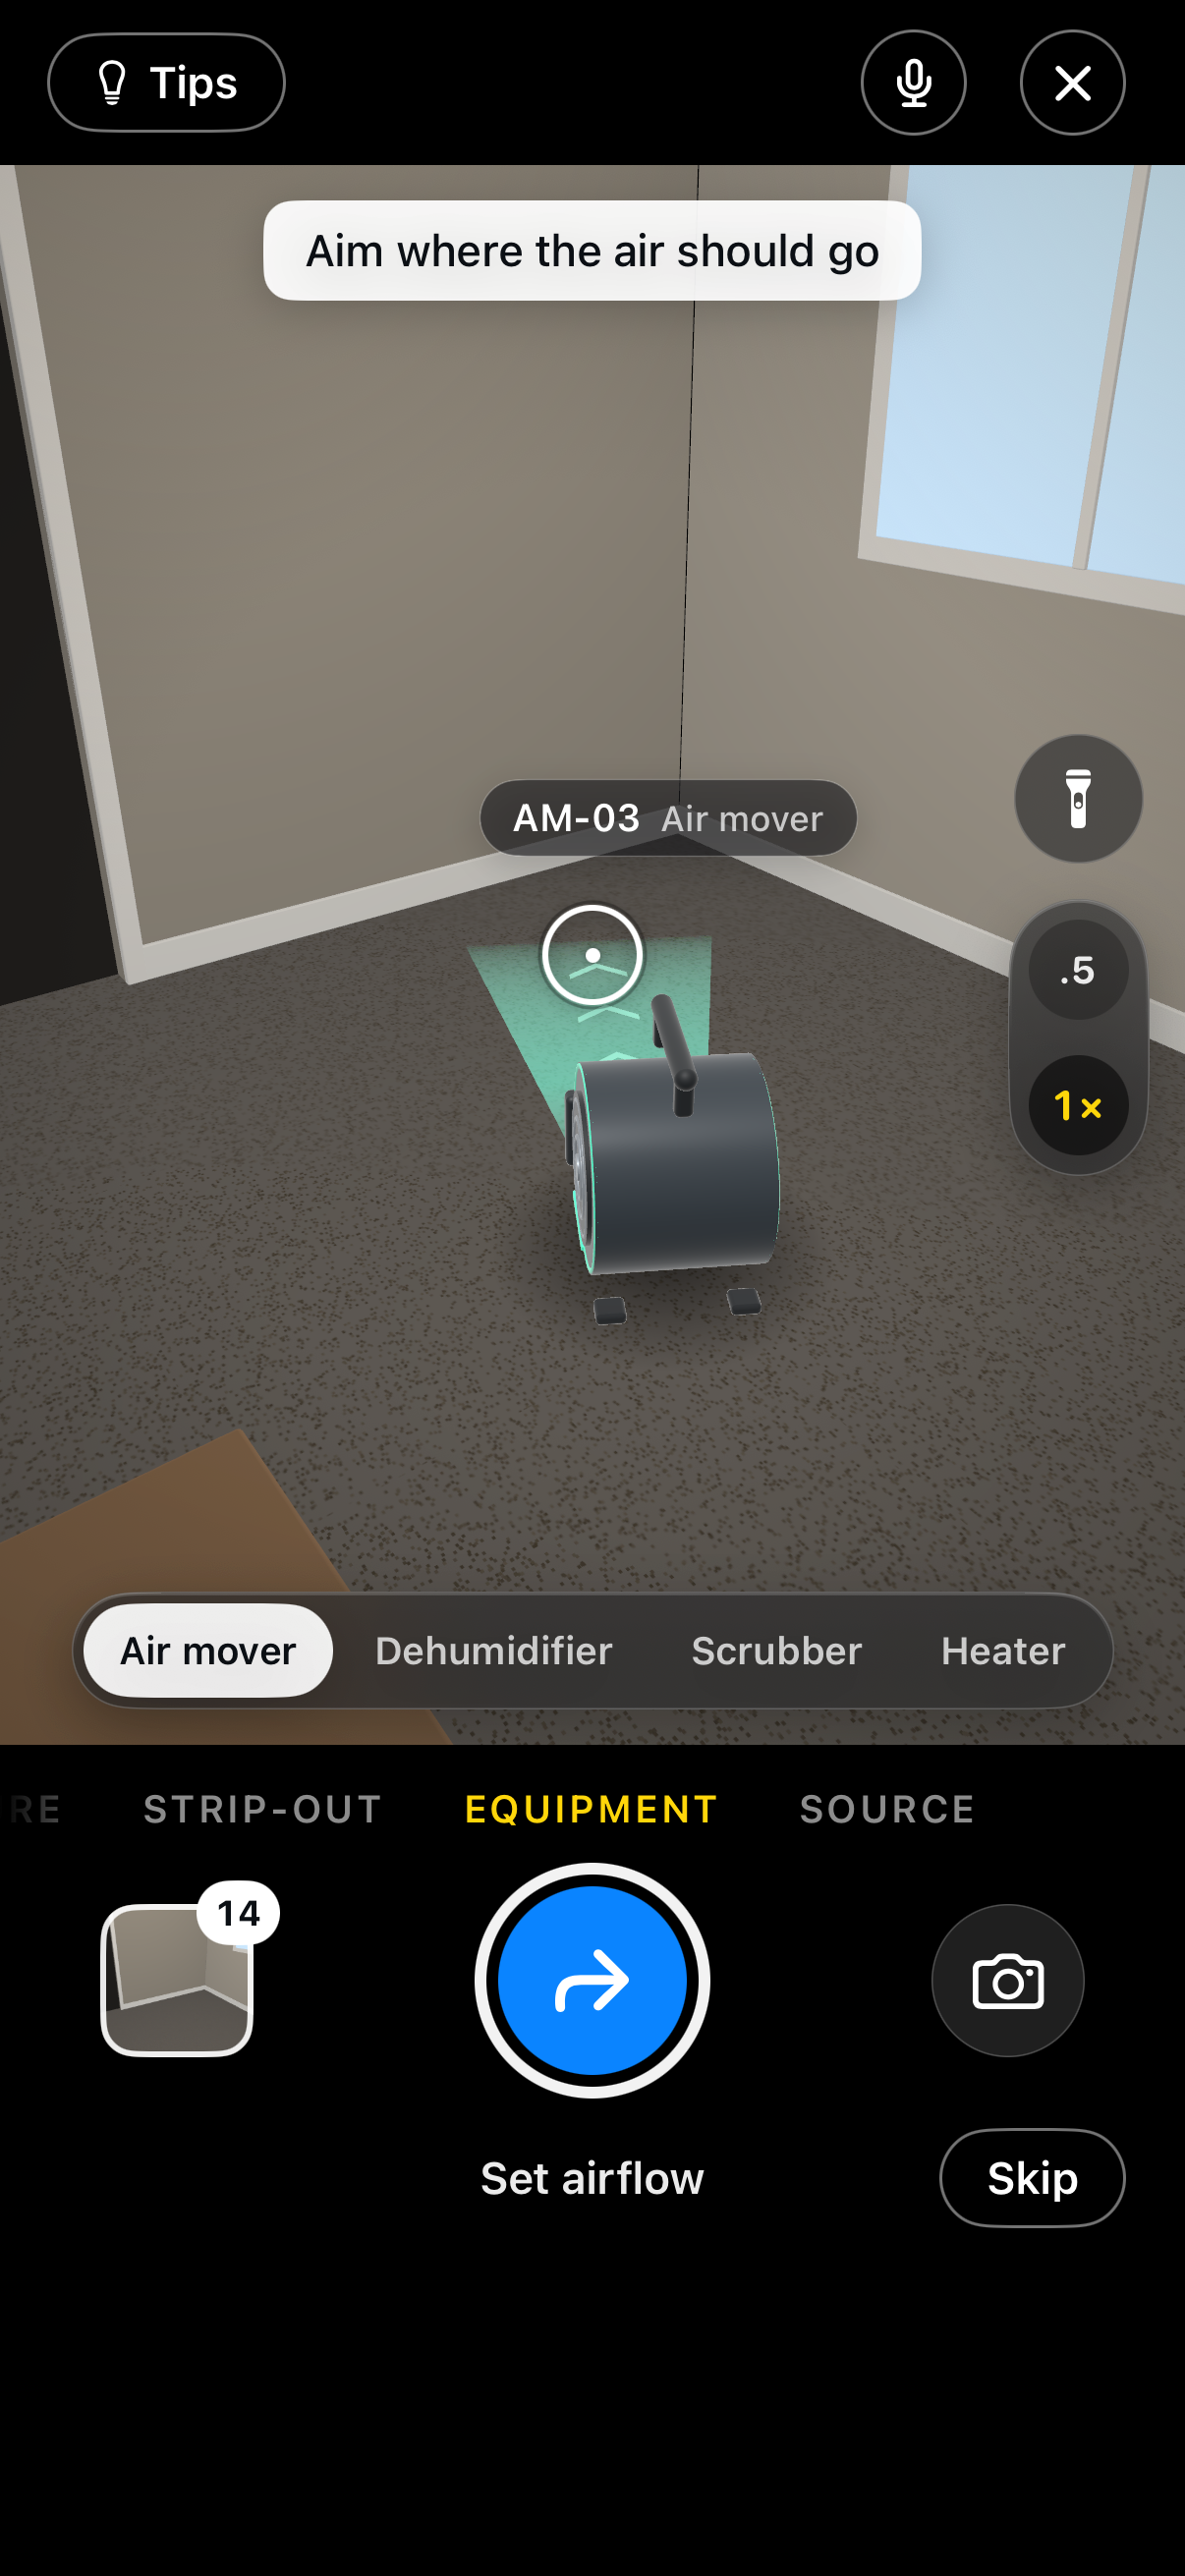 Tips
Aim where the air should go
AM-03 Air mover
.5
1×
Air mover Dehumidifier Scrubber Heater
RE STRIP-OUT EQUIPMENT SOURCE
14
Set airflow
Skip